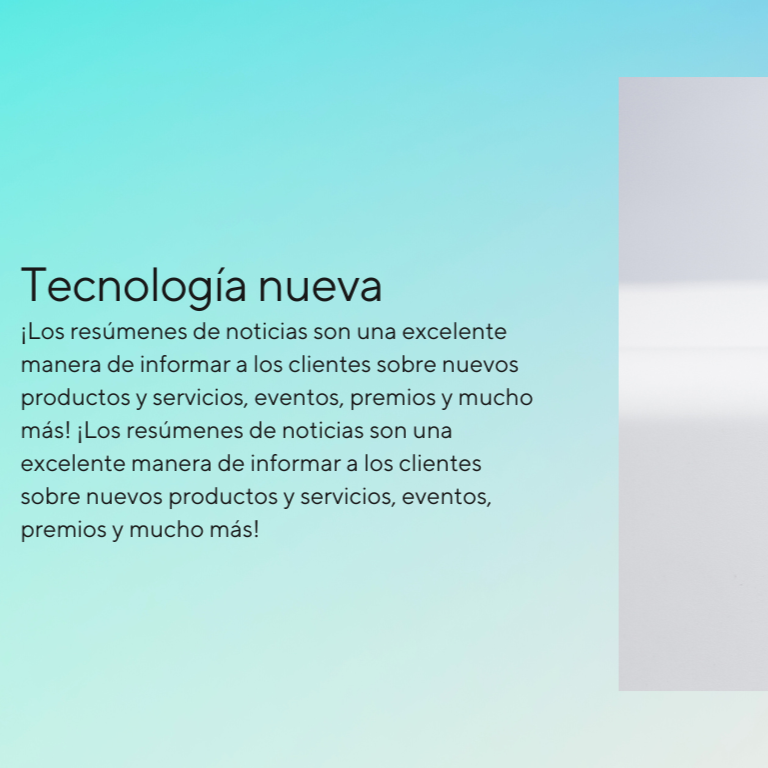 Tecnología nueva
¡Los resúmenes de noticias son una excelente
manera de informar a los clientes sobre nuevos
productos y servicios, eventos, premios y mucho
más! ¡Los resúmenes de noticias son una
excelente manera de informar a los clientes
sobre nuevos productos y servicios, eventos,
premios y mucho más!